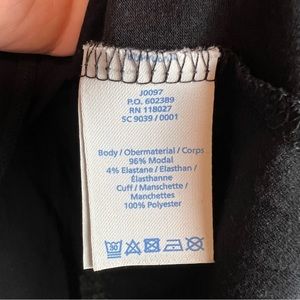 J0097
P.O. 602389
RN 118027
SC 9039 / 0001
Body / Obermaterial / Corps
96% Modal
4% Elastane / Elasthan /
Élasthanne
Cuff / Manschette /
Manchettes
100% Polyester
30